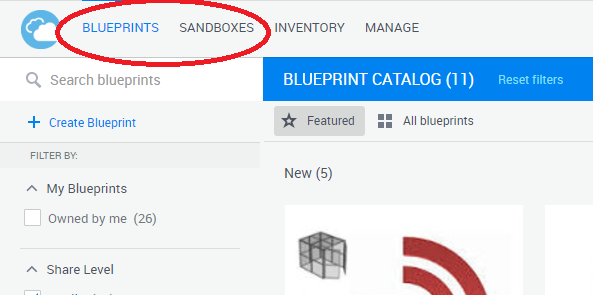 BLUEPRINTS SANDBOXES INVENTORY MANAGE
Search blueprints
BLUEPRINT CATALOG (11) Reset filters
Create Blueprint
Featured All blueprints
FILTER BY:
New (5)
My Blueprints
Owned by me (26)
Share Level